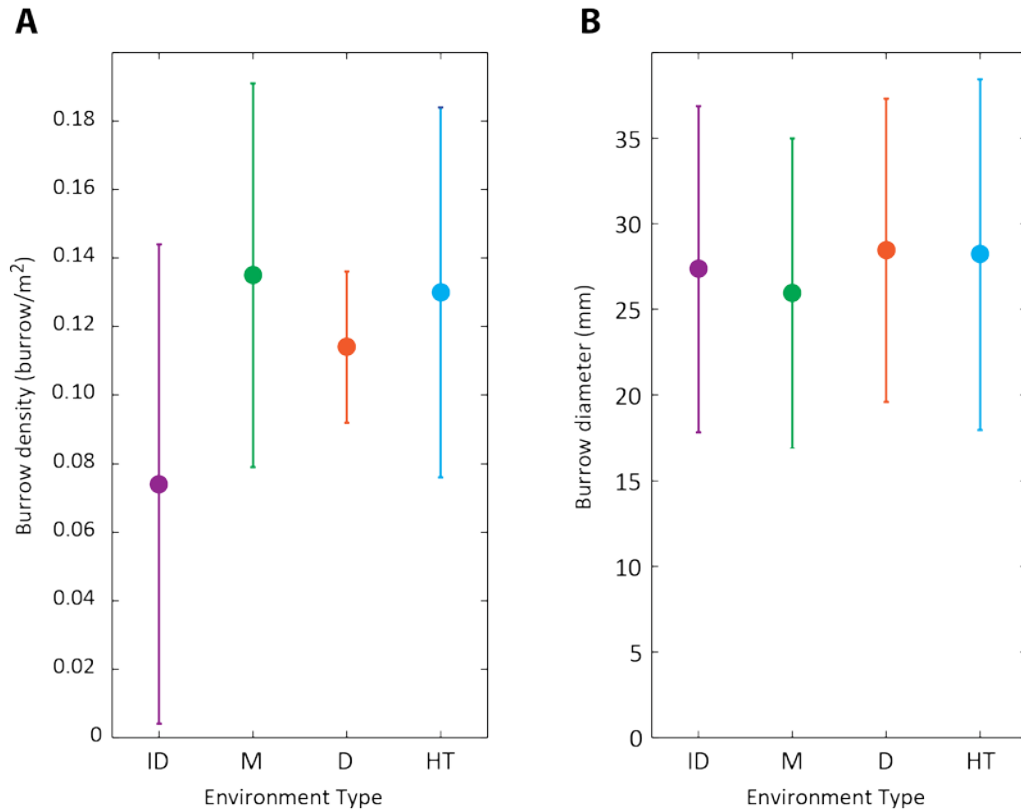 A
B
0.18
0.16
0.14
0.12
0.10
0.08
0.06
0.04
0.02
0
Burrow density (burrow/m²)
ID M D HT
Environment Type
35
30
25
20
15
10
5
0
Burrow diameter (mm)
ID M D HT
Environment Type